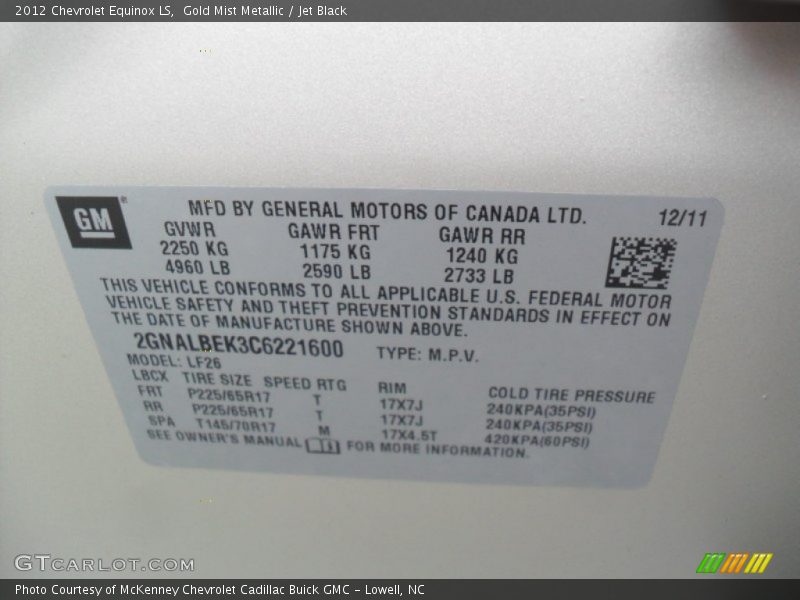 2012 Chevrolet Equinox LS,  Gold Mist Metallic / Jet Black
GM
MFD BY GENERAL MOTORS OF CANADA LTD. 12/11
GVWR GAWR FRT GAWR RR
2250 KG 1175 KG 1240 KG
4960 LB 2590 LB 2733 LB
THIS VEHICLE CONFORMS TO ALL APPLICABLE U.S. FEDERAL MOTOR
VEHICLE SAFETY AND THEFT PREVENTION STANDARDS IN EFFECT ON
THE DATE OF MANUFACTURE SHOWN ABOVE.
2GNALBEK3C6221600 TYPE: M.P.V.
MODEL: LF26
LBCX TIRE SIZE SPEED RTG RIM COLD TIRE PRESSURE
FRT P225/65R17 T 17X7J 240KPA(35PSI)
RR P225/65R17 T 17X7J 240KPA(35PSI)
SPA T145/70R17 M 17X4.5T 420KPA(60PSI)
SEE OWNER'S MANUAL FOR MORE INFORMATION.
GTCARLOT.COM
Photo Courtesy of McKenney Chevrolet Cadillac Buick GMC - Lowell, NC